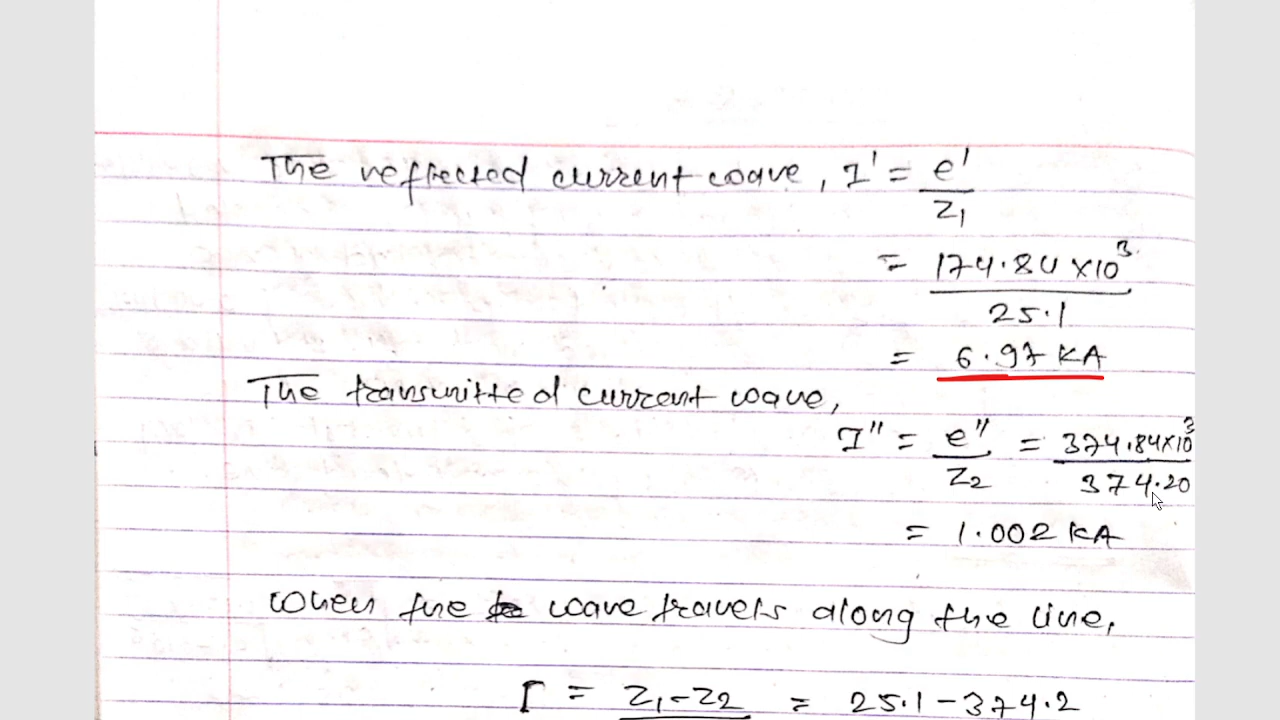 The reflected current wave, I' = e'/Z₁
= 174.84 ×10³/25.1
= 6.97 KA
The transmitted current wave,
I'' = e''/Z₂ = 374.84×10³/374.20
= 1.002 KA
When the wave travels along the line,
Γ = Z₁-Z₂ = 25.1-374.2